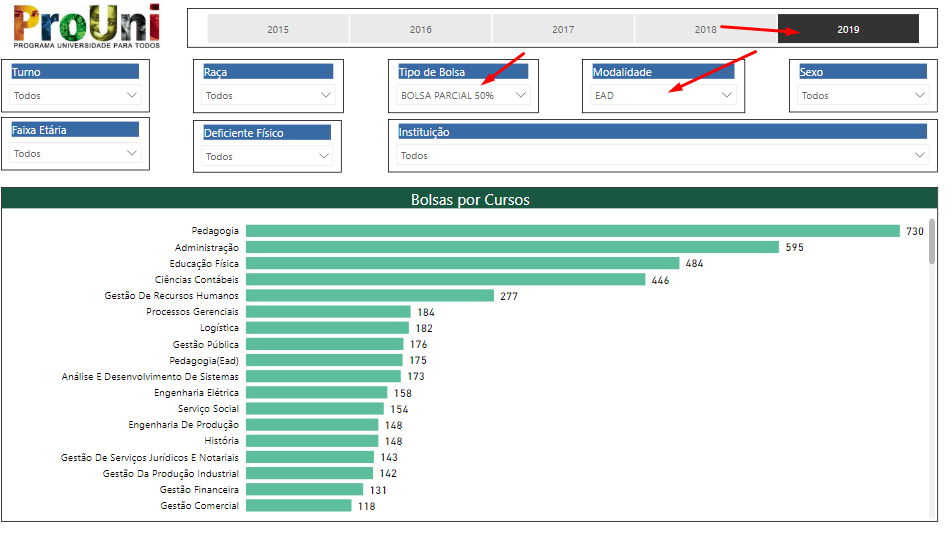 ProUni
PROGRAMA UNIVERSIDADE PARA TODOS
2015 2016 2017 2018 2019
Turno Raça Tipo de Bolsa Modalidade Sexo
Todos Todos BOLSA PARCIAL 50% EAD Todos
Faixa Etária Deficiente Físico Instituição
Todos Todos Todos
Bolsas por Cursos
Pedagogia 730
Administração 595
Educação Física 484
Ciências Contábeis 446
Gestão De Recursos Humanos 277
Processos Gerenciais 184
Logística 182
Gestão Pública 176
Pedagogia(Ead) 175
Análise E Desenvolvimento De Sistemas 173
Engenharia Elétrica 158
Serviço Social 154
Engenharia De Produção 148
História 148
Gestão De Serviços Jurídicos E Notariais 143
Gestão Da Produção Industrial 142
Gestão Financeira 131
Gestão Comercial 118